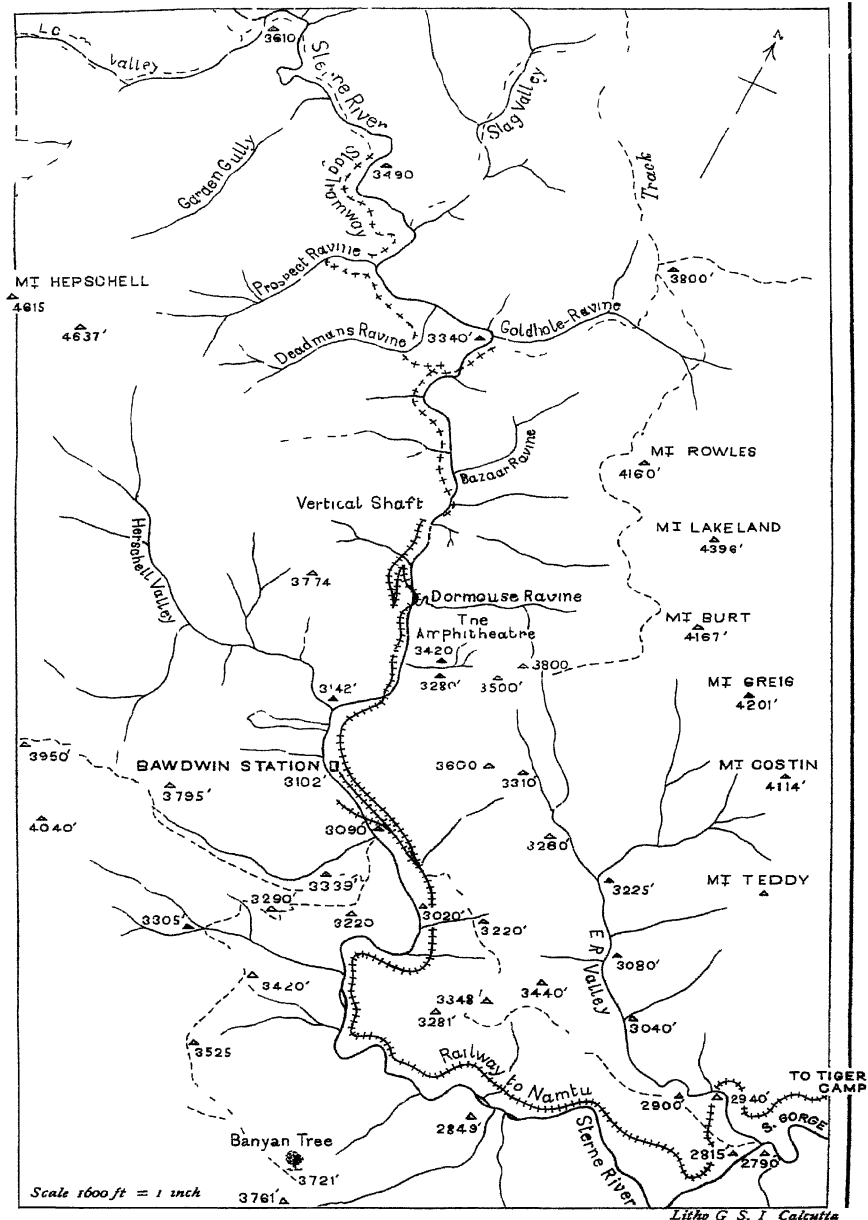 3610
Lo
Valley
Sterne River
Slag Valley
Garden Gully
Slag Tramway
3490
Track
Prospect Ravine
MT HERSCHELL
4615
4637'
3800'
Goldhole-Ravine
Deadmans Ravine
3340'
Bazaar Ravine
MT ROWLES
4160'
Vertical Shaft
MT LAKELAND
4396'
Herschell Valley
3774
Dormouse Ravine
The
Amphitheatre
MT BURT
4167'
3420
3800
3280'
3500'
MT GREIG
4201'
3142'
3950'
BAWDWIN STATION
3102'
3600
3310'
MT COSTIN
4114'
3795'
4040'
3090'
3260'
3339'
3225'
MT TEDDY
3290'
3305'
3220
3020'
3220'
E R Valley
3080'
3420'
3440'
3348'
3281'
3040'
3525
Railway to Namtu
TO TIGER
CAMP
2940'
2900'
S. GORGE
2849'
Sterne River
Banyan Tree
2815
2790'
3721'
3761'
Scale 1600 ft = 1 inch
Litho G S. I Calcutta